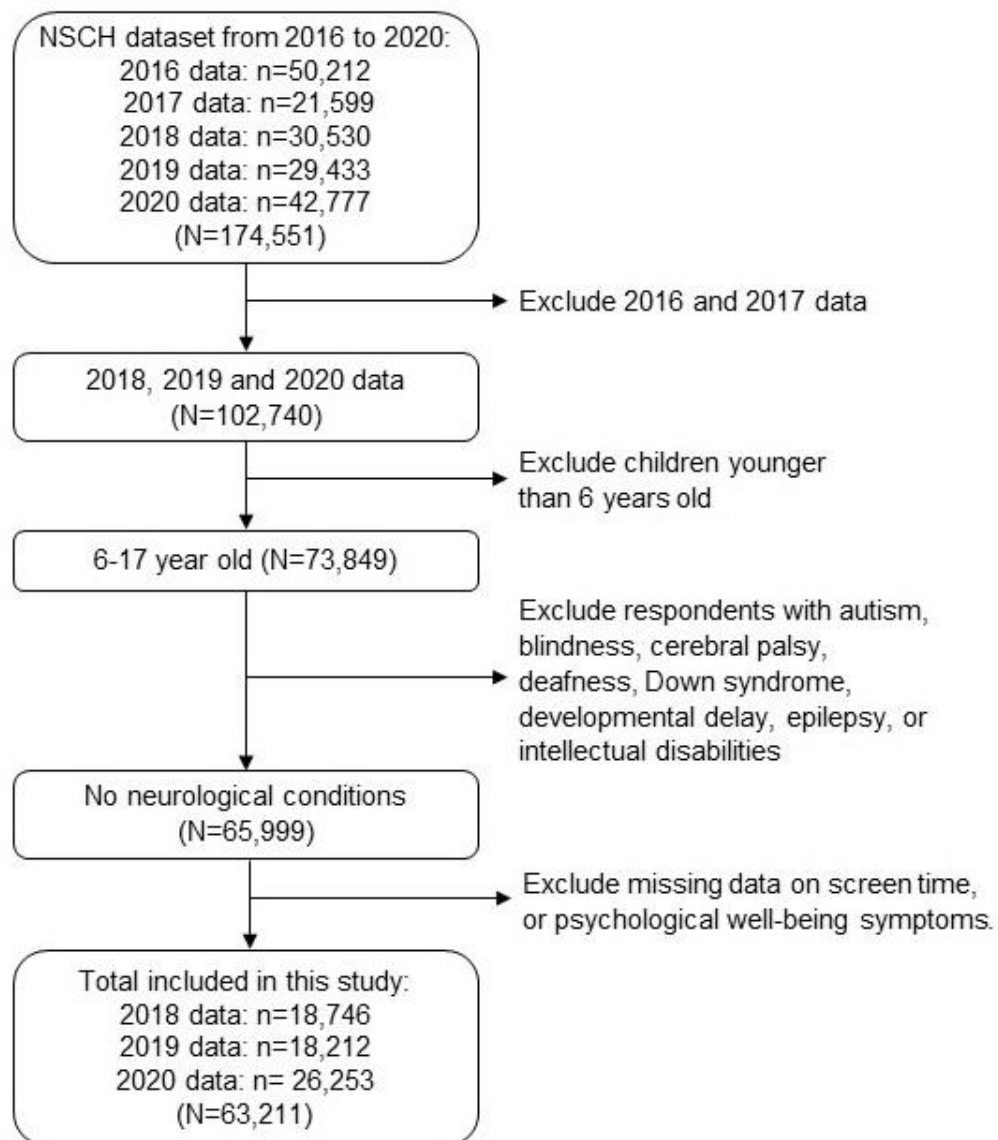 NSCH dataset from 2016 to 2020:
2016 data: n=50,212
2017 data: n=21,599
2018 data: n=30,530
2019 data: n=29,433
2020 data: n=42,777
(N=174,551)
Exclude 2016 and 2017 data
2018, 2019 and 2020 data
(N=102,740)
Exclude children younger
than 6 years old
6-17 year old (N=73,849)
Exclude respondents with autism,
blindness, cerebral palsy,
deafness, Down syndrome,
developmental delay, epilepsy, or
intellectual disabilities
No neurological conditions
(N=65,999)
Exclude missing data on screen time,
or psychological well-being symptoms.
Total included in this study:
2018 data: n=18,746
2019 data: n=18,212
2020 data: n= 26,253
(N=63,211)